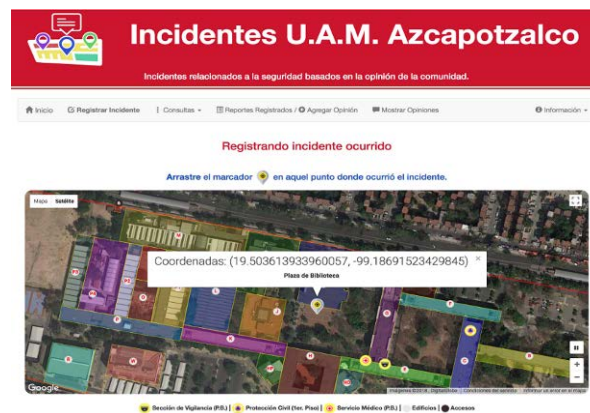 Incidentes U.A.M. Azcapotzalco
Incidentes relacionados a la seguridad basados en la opinión de la comunidad.
Inicio Registrar Incidente Consultas Reportes Registrados / Agregar Opinión Mostrar Opiniones Información
Registrando incidente ocurrido
Arrastre el marcador en aquel punto donde ocurrió el incidente.
Mapa Satélite
Coordenadas: (19.503613933960057, -99.18691523429845) ×
Plaza de Biblioteca
Google
Sección de Vigilancia (P.B.) | Protección Civil (1er. Piso) | Servicio Médico (P.B.) | Edificios | Accesos